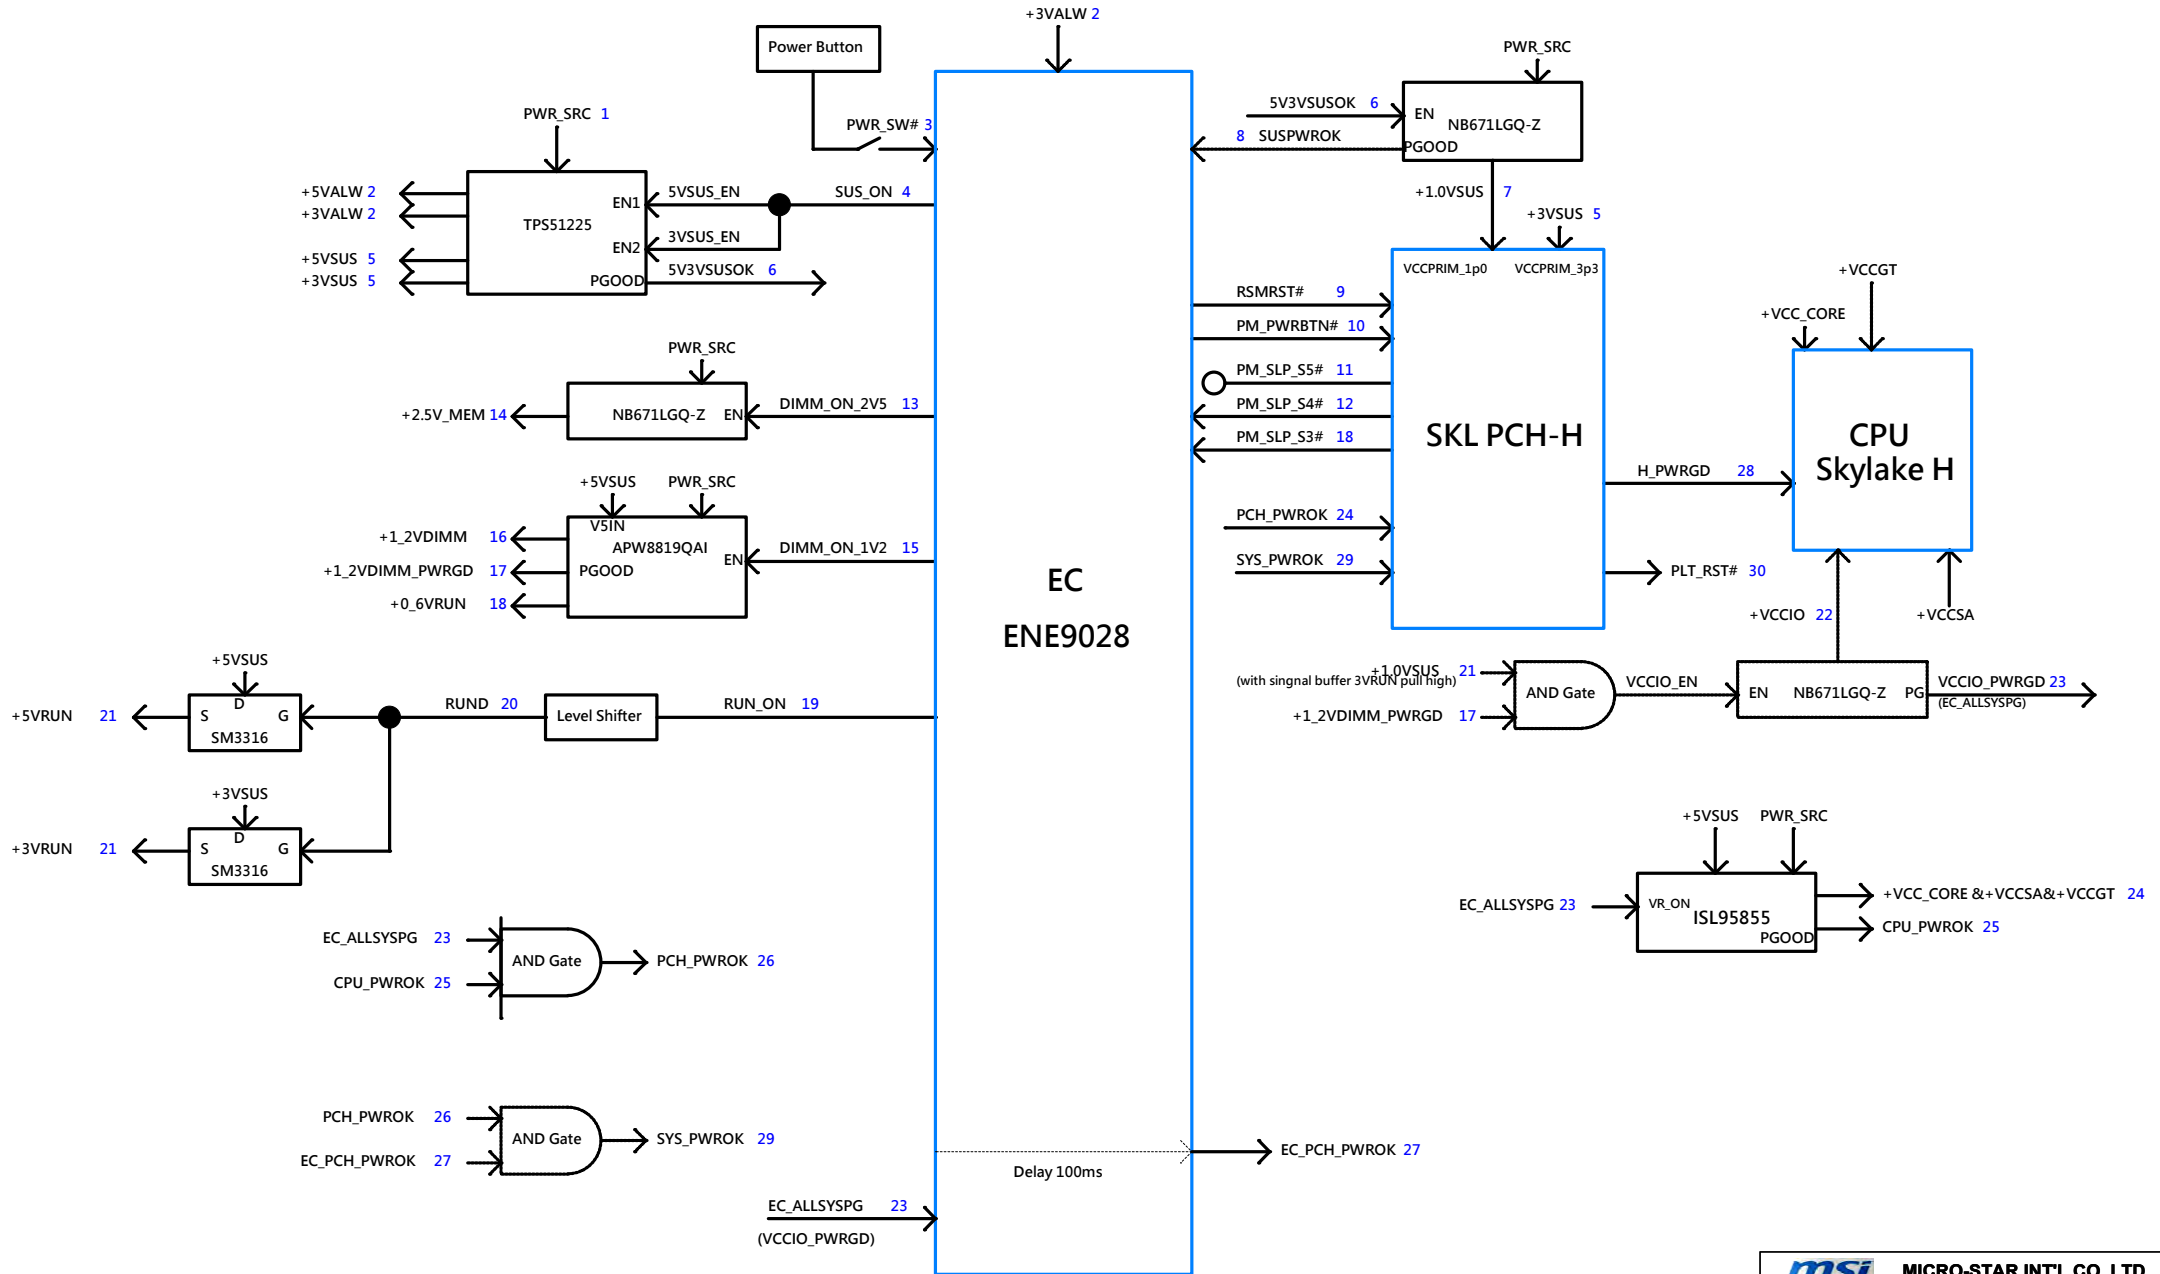 +3VALW 2
Power Button
PWR_SRC
PWR_SRC 1
PWR_SW# 3
5V3VSUSOK 6
EN
NB671LGQ-Z
8 SUSPWROK
PGOOD
+5VALW 2
+3VALW 2
+5VSUS 5
+3VSUS 5
TPS51225
EN1
EN2
PGOOD
5VSUS_EN
SUS_ON 4
3VSUS_EN
5V3VSUSOK 6
+1.0VSUS 7
+3VSUS 5
VCCPRIM_1p0
VCCPRIM_3p3
+VCCGT
+VCC_CORE
RSMRST# 9
PM_PWRBTN# 10
PM_SLP_S5# 11
PM_SLP_S4# 12
PM_SLP_S3# 18
SKL PCH-H
CPU
Skylake H
H_PWRGD 28
PCH_PWROK 24
SYS_PWROK 29
PLT_RST# 30
+VCCIO 22
+VCCSA
PWR_SRC
+2.5V_MEM 14
NB671LGQ-Z
EN
DIMM_ON_2V5 13
+5VSUS
PWR_SRC
V5IN
+1_2VDIMM 16
APW8819QAI
EN
DIMM_ON_1V2 15
+1_2VDIMM_PWRGD 17
PGOOD
+0_6VRUN 18
EC
ENE9028
+5VSUS
D
S
G
SM3316
+5VRUN 21
RUND 20
Level Shifter
RUN_ON 19
+3VSUS
D
S
G
SM3316
+3VRUN 21
+1.0VSUS 21
(with singnal buffer 3VRUN pull high)
+1_2VDIMM_PWRGD 17
AND Gate
VCCIO_EN
EN
NB671LGQ-Z
PG
VCCIO_PWRGD 23
(EC_ALLSYSPG)
+5VSUS
PWR_SRC
EC_ALLSYSPG 23
VR_ON
ISL95855
PGOOD
+VCC_CORE &+VCCSA&+VCCGT 24
CPU_PWROK 25
EC_ALLSYSPG 23
CPU_PWROK 25
AND Gate
PCH_PWROK 26
PCH_PWROK 26
EC_PCH_PWROK 27
AND Gate
SYS_PWROK 29
EC_PCH_PWROK 27
Delay 100ms
EC_ALLSYSPG 23
(VCCIO_PWRGD)
msi
MICRO-STAR INT'L CO.,LTD